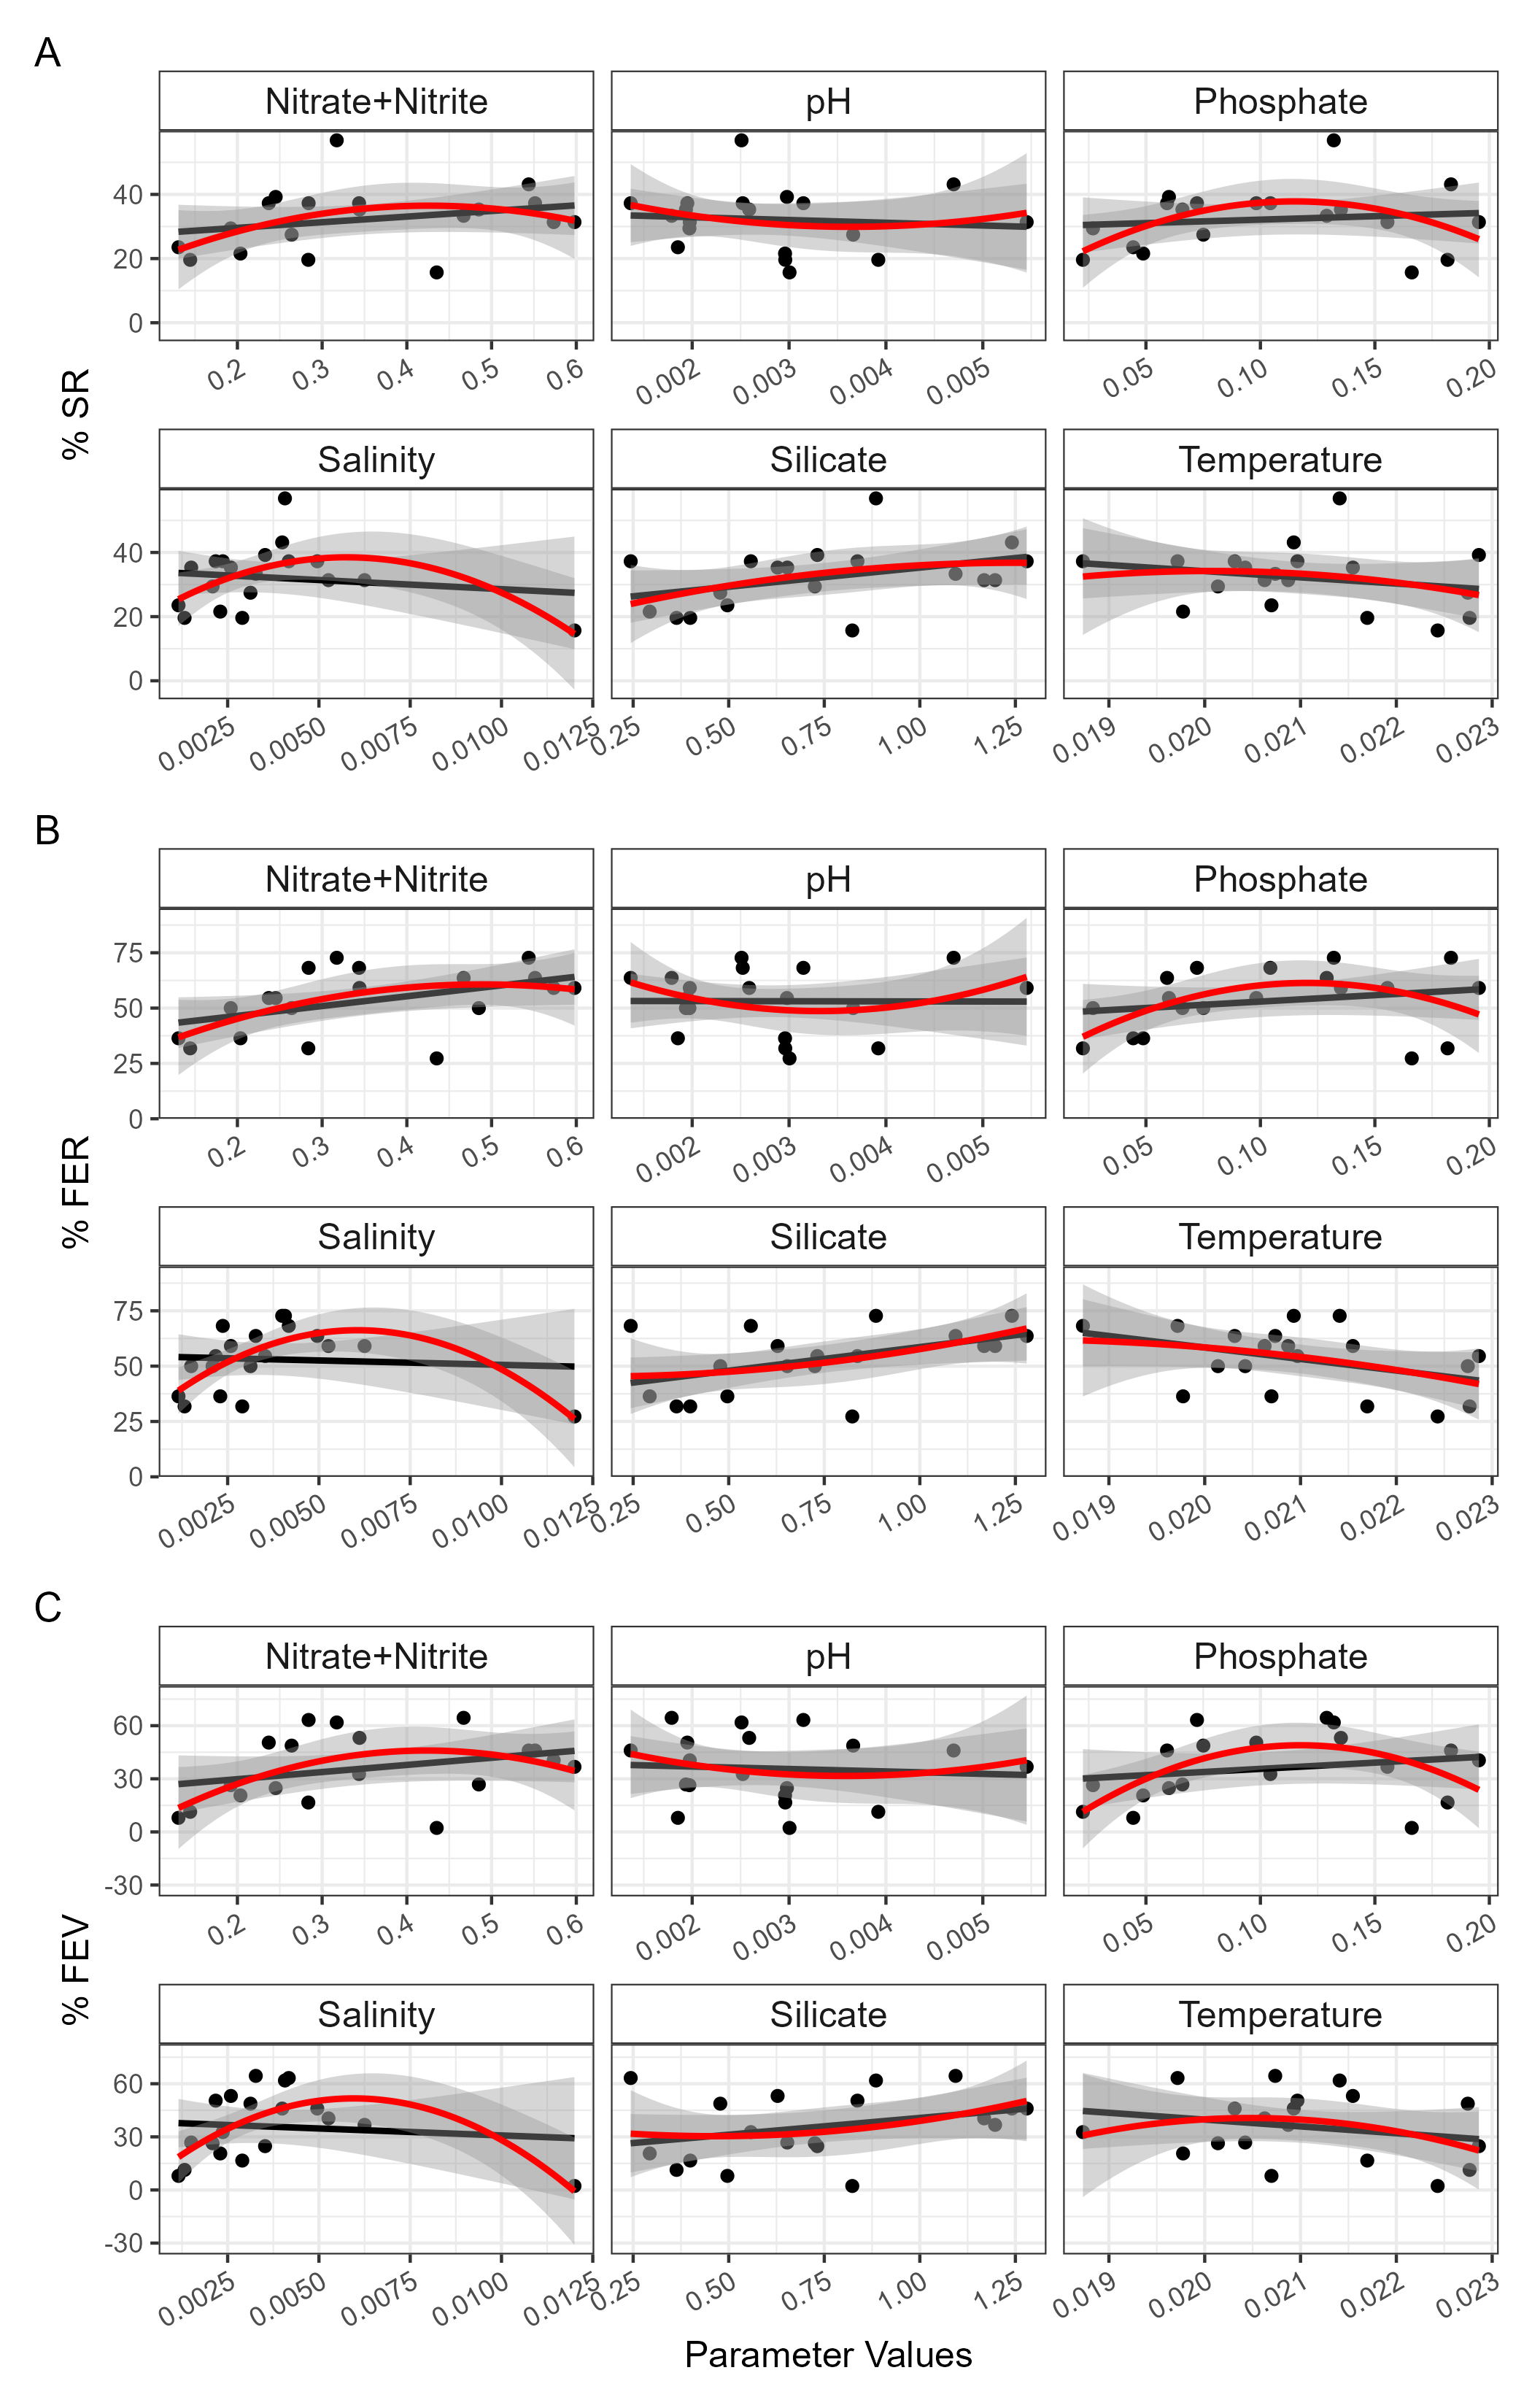 A
Nitrate+Nitrite pH Phosphate
40
20
0
0.2 0.3 0.4 0.5 0.6 0.002 0.003 0.004 0.005 0.05 0.10 0.15 0.20
% SR
Salinity Silicate Temperature
40
20
0
0.0025 0.0050 0.0075 0.0100 0.0125 0.25 0.50 0.75 1.00 1.25 0.019 0.020 0.021 0.022 0.023
B
Nitrate+Nitrite pH Phosphate
75
50
25
0
0.2 0.3 0.4 0.5 0.6 0.002 0.003 0.004 0.005 0.05 0.10 0.15 0.20
% FER
Salinity Silicate Temperature
75
50
25
0
0.0025 0.0050 0.0075 0.0100 0.0125 0.25 0.50 0.75 1.00 1.25 0.019 0.020 0.021 0.022 0.023
C
Nitrate+Nitrite pH Phosphate
60
30
0
-30
0.2 0.3 0.4 0.5 0.6 0.002 0.003 0.004 0.005 0.05 0.10 0.15 0.20
% FEV
Salinity Silicate Temperature
60
30
0
-30
0.0025 0.0050 0.0075 0.0100 0.0125 0.25 0.50 0.75 1.00 1.25 0.019 0.020 0.021 0.022 0.023
Parameter Values